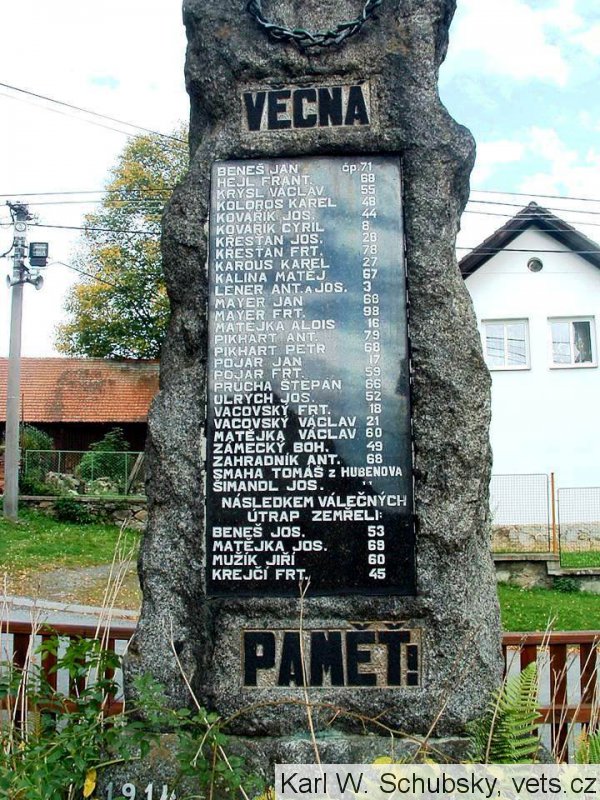 VĚČNA
BENEŠ JAN čp. 71
HEJL FRANT. 68
KRYSL VÁCLAV 55
KOLOROS KAREL 48
KOVAŘÍK JOS. 44
KOVAŘÍK CYRIL 8
KŘESŤAN JOS. 28
KŘESŤAN FRT. 78
KAROUS KAREL 27
KALINA MATĚJ 67
LENER ANT. A JOS. 3
MAYER JAN 68
MAYER FRT. 98
MATĚJKA ALOIS 16
PIKHART ANT. 79
PIKHART PETR 68
POJAR JAN 17
POJAR FRT. 59
PRŮCHA ŠTĚPÁN 66
ULRYCH JOS. 52
VACOVSKÝ FRT. 18
VACOVSKÝ VÁCLAV 21
MATĚJKA VÁCLAV 60
ZÁMEČKÝ BOH. 49
ZAHRADNÍK ANT. 68
ŠMAHA TOMÁŠ Z HUBENOVA
ŠIMANDL JOS. "
NÁSLEDKEM VÁLEČNÝCH
ÚTRAP ZEMŘELI:
BENEŠ JOS. 53
MATĚJKA JOS. 69
MUŽÍK JIŘÍ 60
KREJČÍ FRT. 45
PAMĚŤ!
1914
Karl W. Schubsky, vets.cz